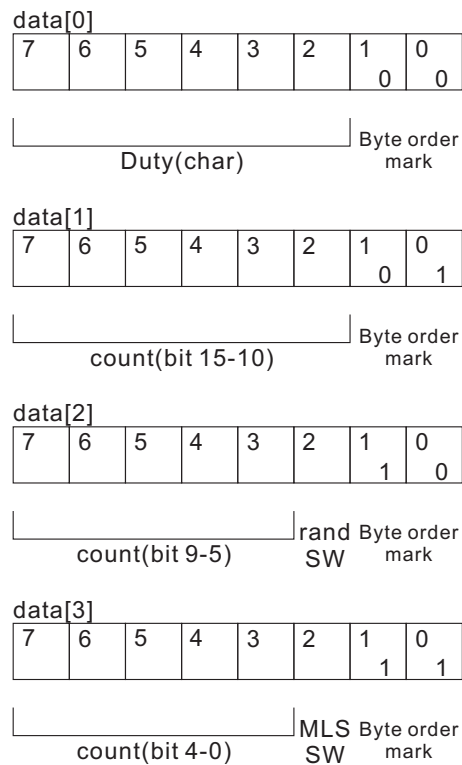 data[0]
7 6 5 4 3 2 1 0
0 0
Duty(char)
Byte order
mark
data[1]
7 6 5 4 3 2 1 0
0 1
count(bit 15-10)
Byte order
mark
data[2]
7 6 5 4 3 2 1 0
1 0
count(bit 9-5)
rand
SW
Byte order
mark
data[3]
7 6 5 4 3 2 1 0
1 1
count(bit 4-0)
MLS
SW
Byte order
mark